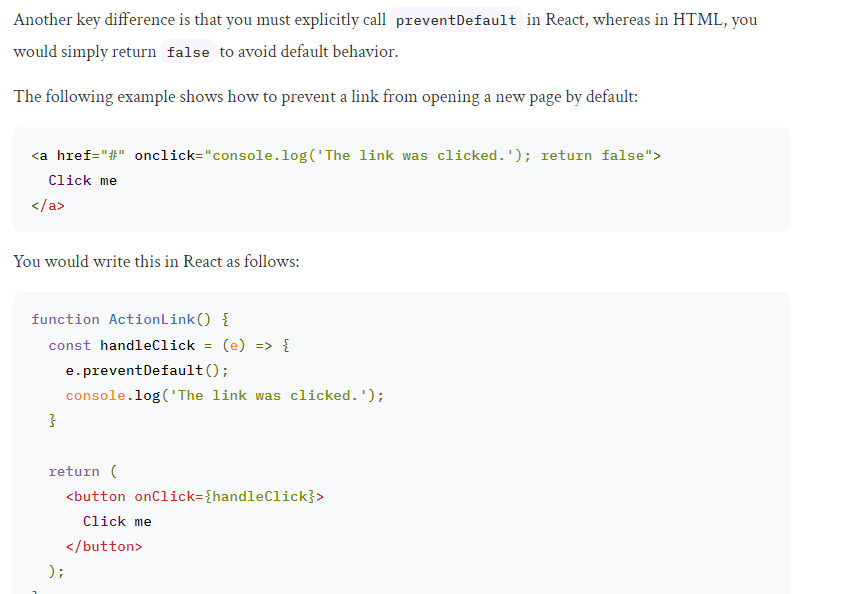 Another key difference is that you must explicitly call preventDefault in React, whereas in HTML, you
would simply return false to avoid default behavior.
The following example shows how to prevent a link from opening a new page by default:
<a href="#" onclick="console.log('The link was clicked.'); return false">
  Click me
</a>
You would write this in React as follows:
function ActionLink() {
  const handleClick = (e) => {
    e.preventDefault();
    console.log('The link was clicked.');
  }
  return (
    <button onClick={handleClick}>
      Click me
    </button>
  );